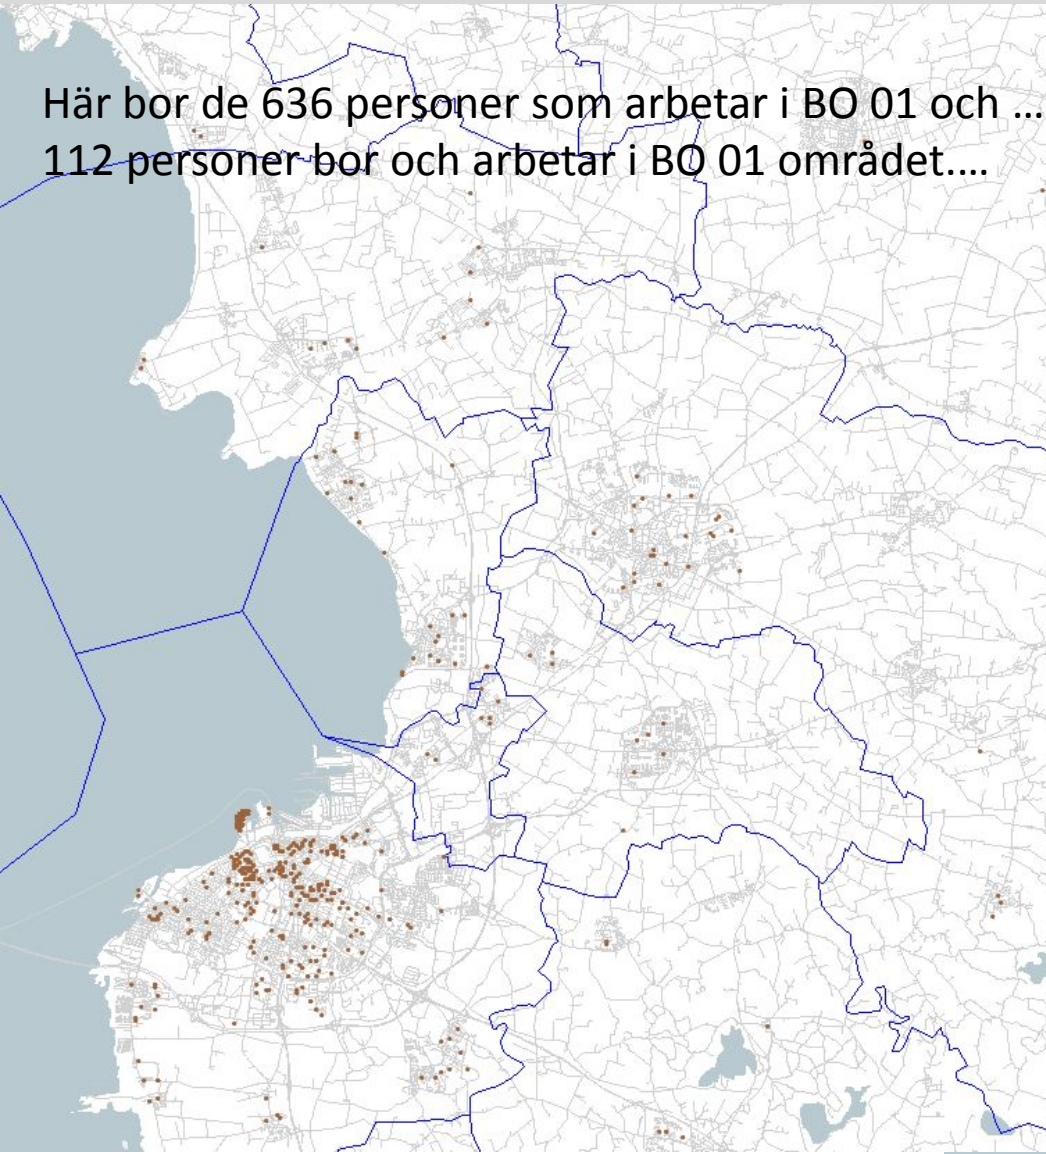 Här bor de 636 personer som arbetar i BO 01 och ...
112 personer bor och arbetar i BO 01 området....